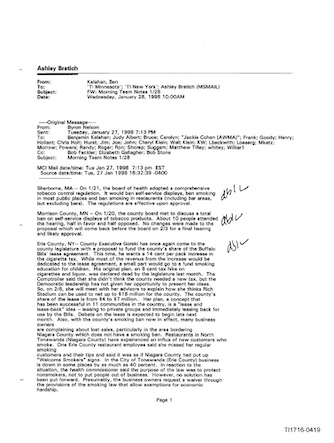 Ashley Bratich
From: Kelahan, Ben
To: 'TI Minnesota'; 'TI New York'; Ashley Bratich (MSMAIL)
Subject: FW: Morning Team Notes 1/28
Date: Wednesday, January 28, 1998 10:00AM
-----Original Message-----
From: Byron Nelson
Sent: Tuesday, January 27, 1998 7:13 PM
To: Benjamin Kelahan; Judy Albert; Bruce; Carolyn; "Jackie Cohen (AWMA)"; Frank; Goody; Harry;
Hollant; Chris Holt; Hurst; Jim; Joe; John; Cheryl Klein; Walt Klein; KW; Lbeckwith; Loeserg; Mketz;
Morrow; Powers; Randy; Roger; Ron; Shorep; Suggett; Matthew Tilley; whitey; William1
Cc: Bob Feckler; Elizabeth Gallagher; Bob Stone
Subject: Morning Team Notes 1/28
MCI Mail date/time: Tue Jan 27, 1998 7:13 pm EST
Source date/time: Tue, 27 Jan 1998 16:32:39 -0400
Sherborne, MA -- On 1/21, the board of health adopted a comprehensive
tobacco control regulation. It would ban self-service displays, ban smoking
in most public places and ban smoking in restaurants (including bar areas,
but excluding bars). The regulations are effective upon approval.
Morrison County, MN -- On 1/20, the county board met to discuss a total
ban on self-service displays of tobacco products. About 10 people attended
the hearing, half in favor and half opposed. No changes were made to the
proposal which will come back before the board on 2/3 for a final hearing
and likely approval.
Erie County, NY-- County Executive Gorski has once again come to the
county legislature with a proposal to fund the county's share of the Buffalo
Bills' lease agreement. This time, he wants a 14 cent per pack increase in
the cigarette tax. While most of the revenue from the increase would be
dedicated to the lease agreement, a small part would go to a fund smoking
education for children. His original plan, an 8 cent tax hike on
cigarettes and liquor, was declared dead by the legislature last month. The
Comptroller said that she didn't think the county needed a new tax, but the
Democratic leadership has not given her opportunity to present her ideas.
So, on 2/8, she will meet with her advisors to explain how she thinks Rich
Stadium can be used to net up to $18 million for the county. The county's
share of the lease is from $4 to $7 million. Her plan, a concept that
has been successful in 11 communities in the country, is a "lease and
lease-back" idea -- leasing to private groups and immediately leasing back for
use by the Bills. Debate on the lease is expected to begin late next
month. Also, with the county's smoking ban now in effect, many business
owners
are complaining about lost sales, particularly in the area bordering
Niagara County which does not have a smoking ban. Restaurants in North
Tonawanda (Niagara County) have experienced an influx of new customers who
smoke. One Erie County restaurant employee said she missed her regular
smoking
customers and their tips and said it was as if Niagara County had put up
"Welcome Smokers" signs. In the City of Tonawanda (Erie County) business
is down in some places by as much as 40 percent. In reaction to the
situation, the health commissioner said the purpose of the law was to protect
nonsmokers, not to put people out of business. However, no solution has
been put forward. Presumably, the business owners request a waiver through
the provisions of the smoking law that allow exemptions for economic
hardship.
Page 1
TI1716-0419